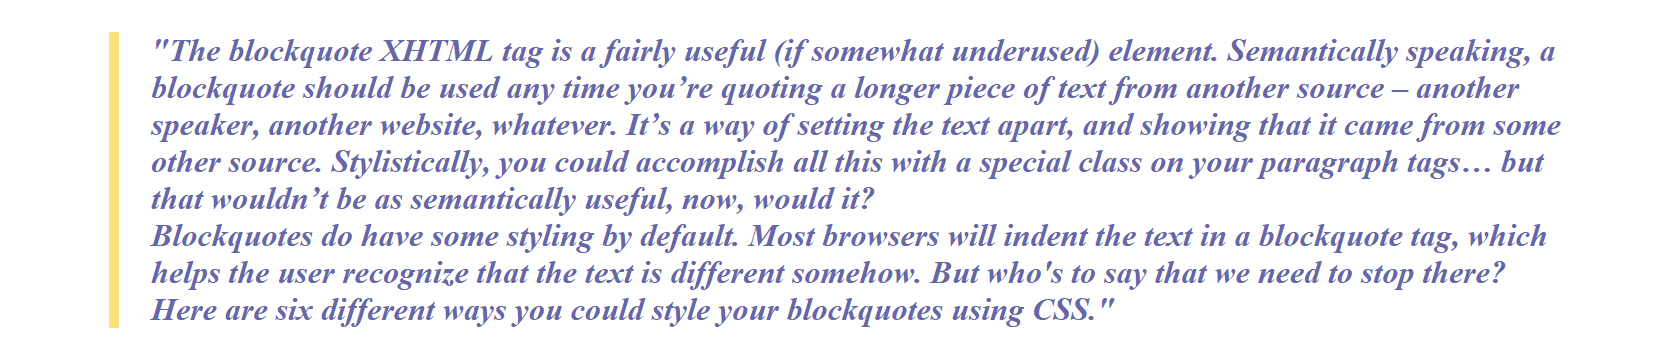 "The blockquote XHTML tag is a fairly useful (if somewhat underused) element. Semantically speaking, a
blockquote should be used any time you’re quoting a longer piece of text from another source – another
speaker, another website, whatever. It’s a way of setting the text apart, and showing that it came from some
other source. Stylistically, you could accomplish all this with a special class on your paragraph tags… but
that wouldn’t be as semantically useful, now, would it?
Blockquotes do have some styling by default. Most browsers will indent the text in a blockquote tag, which
helps the user recognize that the text is different somehow. But who's to say that we need to stop there?
Here are six different ways you could style your blockquotes using CSS."